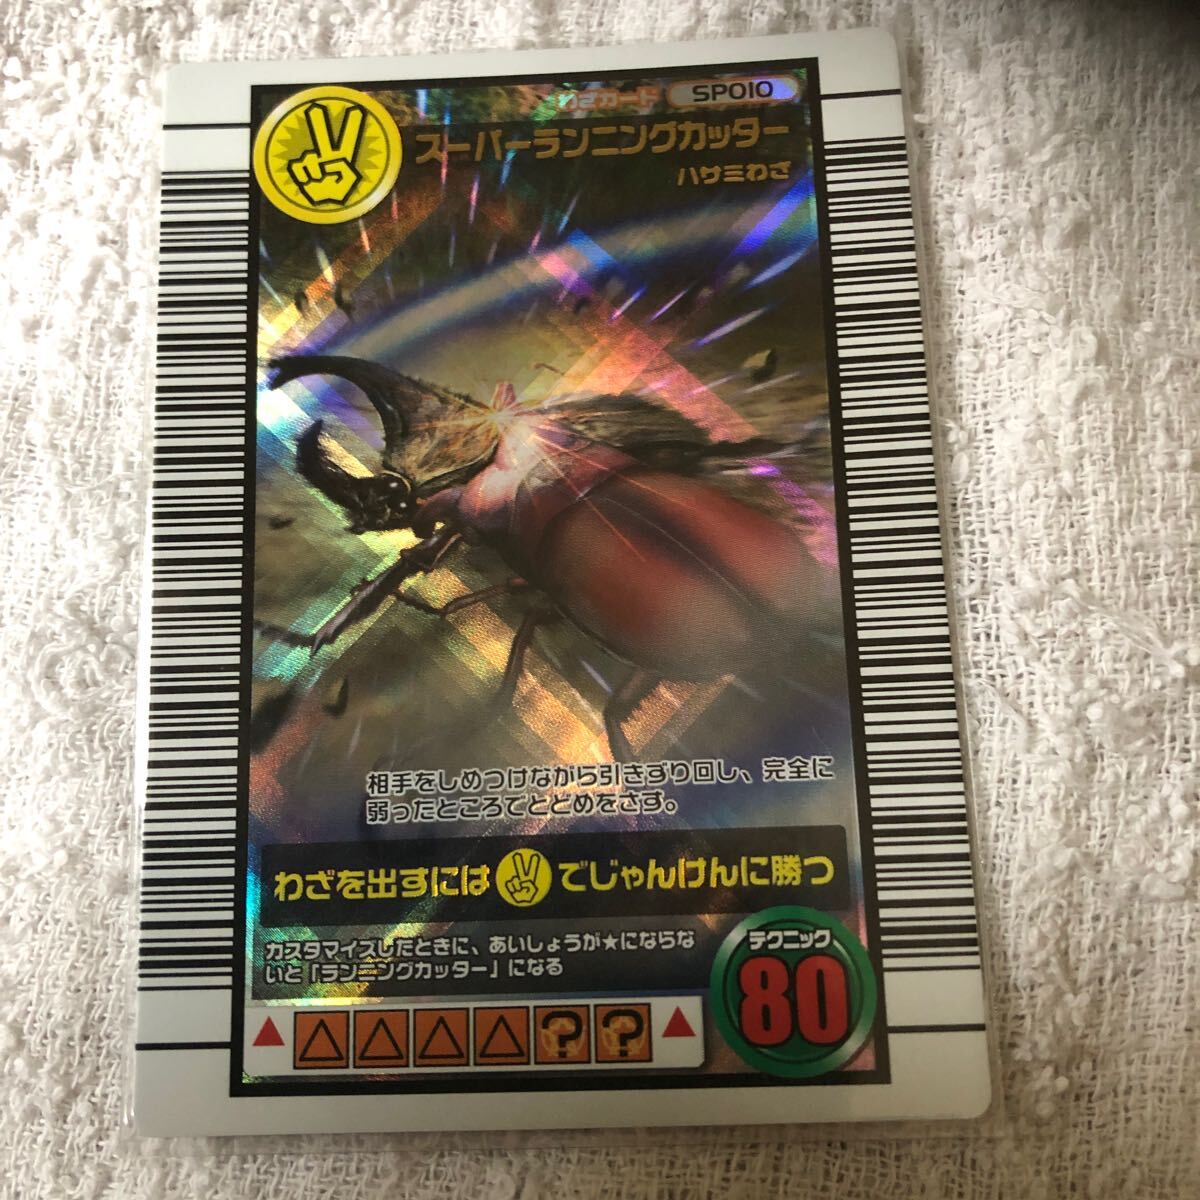 わざカード SP010
スーパーランニングカッター
ハサミわざ
相手をしめつけながら引きずり回し、完全に
弱ったところでとどめをさす。
わざを出すには でじゃんけんに勝つ
カスタマイズしたときに、あいしょうが★にならな
いと「ランニングカッター」になる
テクニック
80
? ?